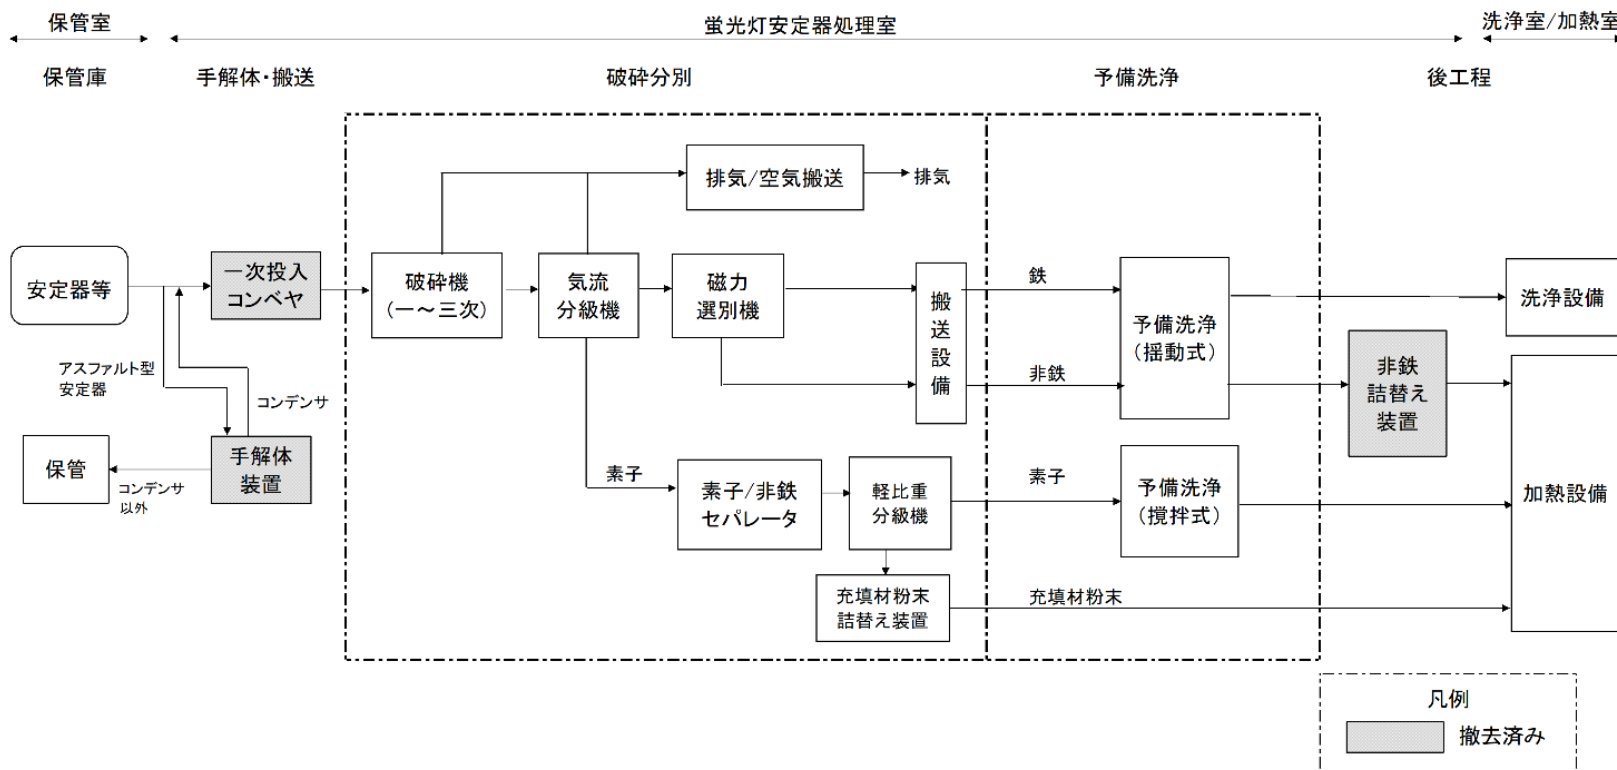 保管室
蛍光灯安定器処理室
洗浄室/加熱室
保管庫
手解体・搬送
破砕分別
予備洗浄
後工程
排気/空気搬送
排気
安定器等
一次投入
コンベヤ
破砕機
(一～三次)
気流
分級機
磁力
選別機
搬送設備
鉄
非鉄
予備洗浄
(揺動式)
洗浄設備
非鉄
詰替え
装置
アスファルト型
安定器
コンデンサ
保管
コンデンサ
以外
手解体
装置
素子
素子/非鉄
セパレータ
軽比重
分級機
素子
予備洗浄
(撹拌式)
加熱設備
充填材粉末
詰替え装置
充填材粉末
凡例
撤去済み